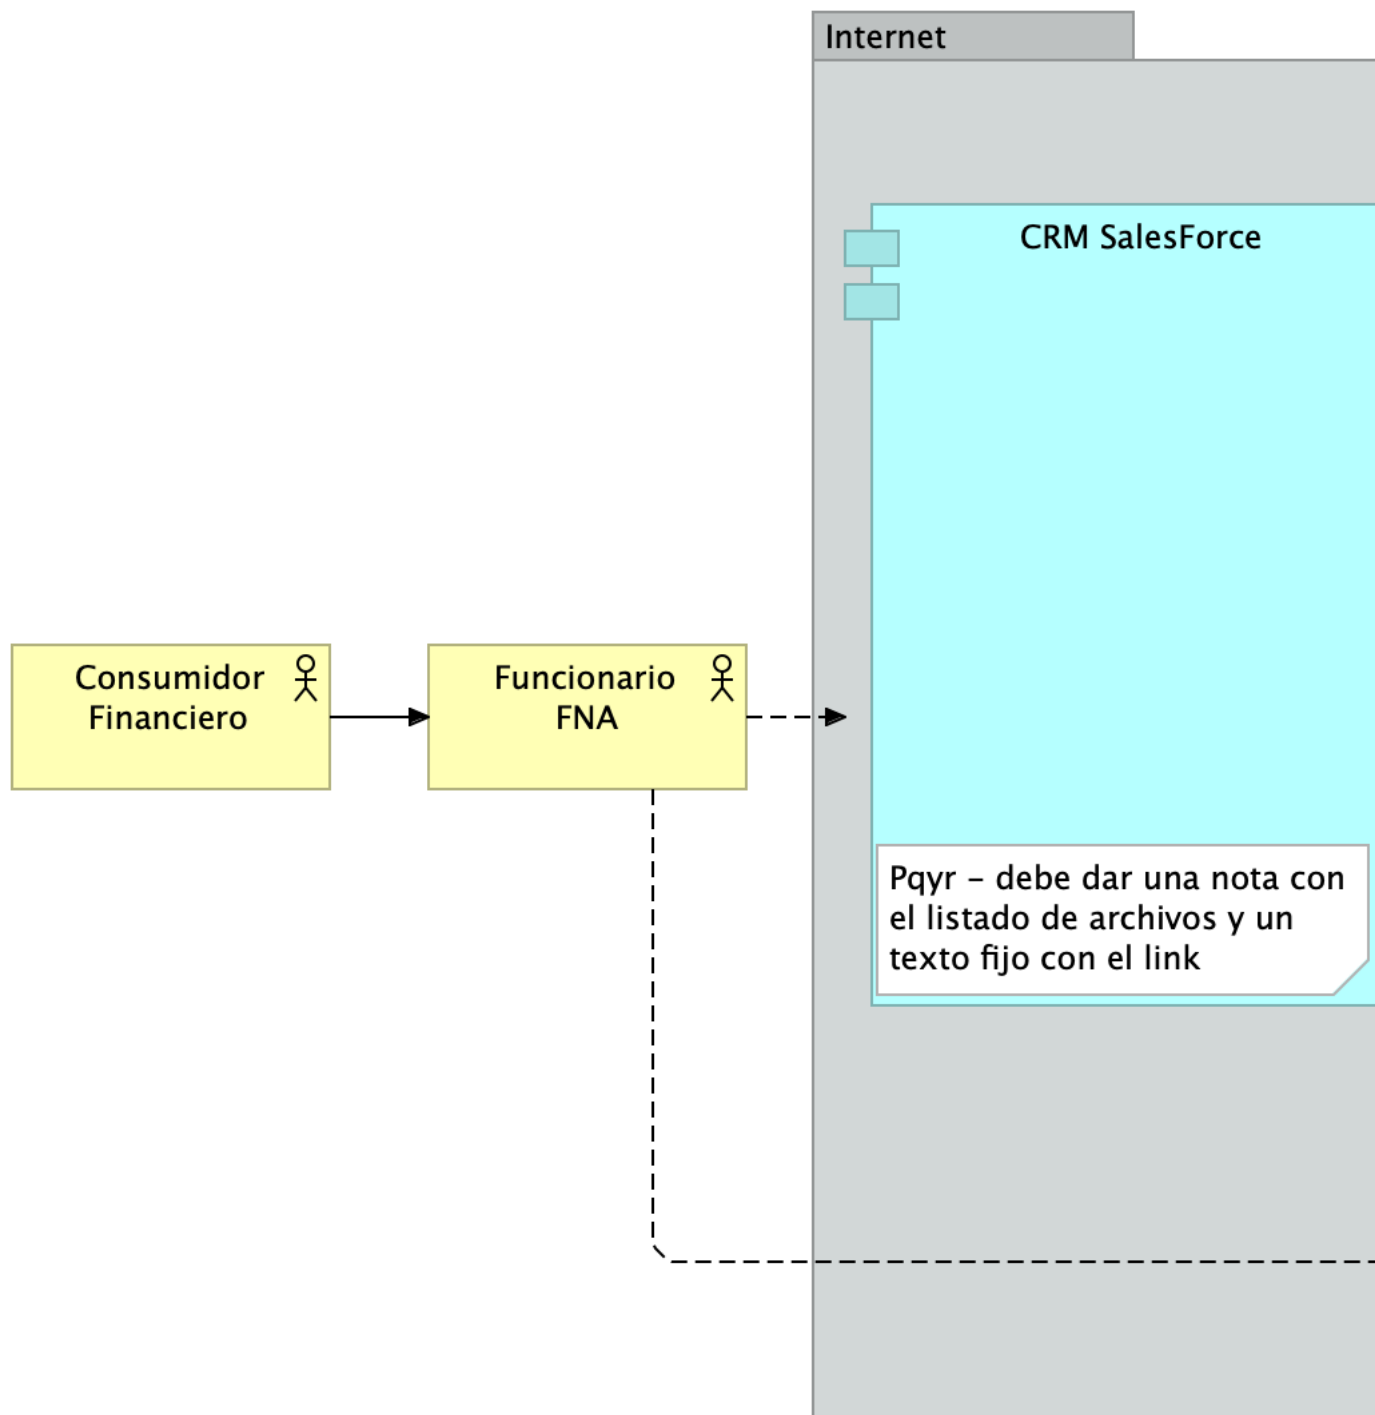 Internet
CRM SalesForce
Consumidor
Financiero
Funcionario
FNA
Pqyr – debe dar una nota con
el listado de archivos y un
texto fijo con el link